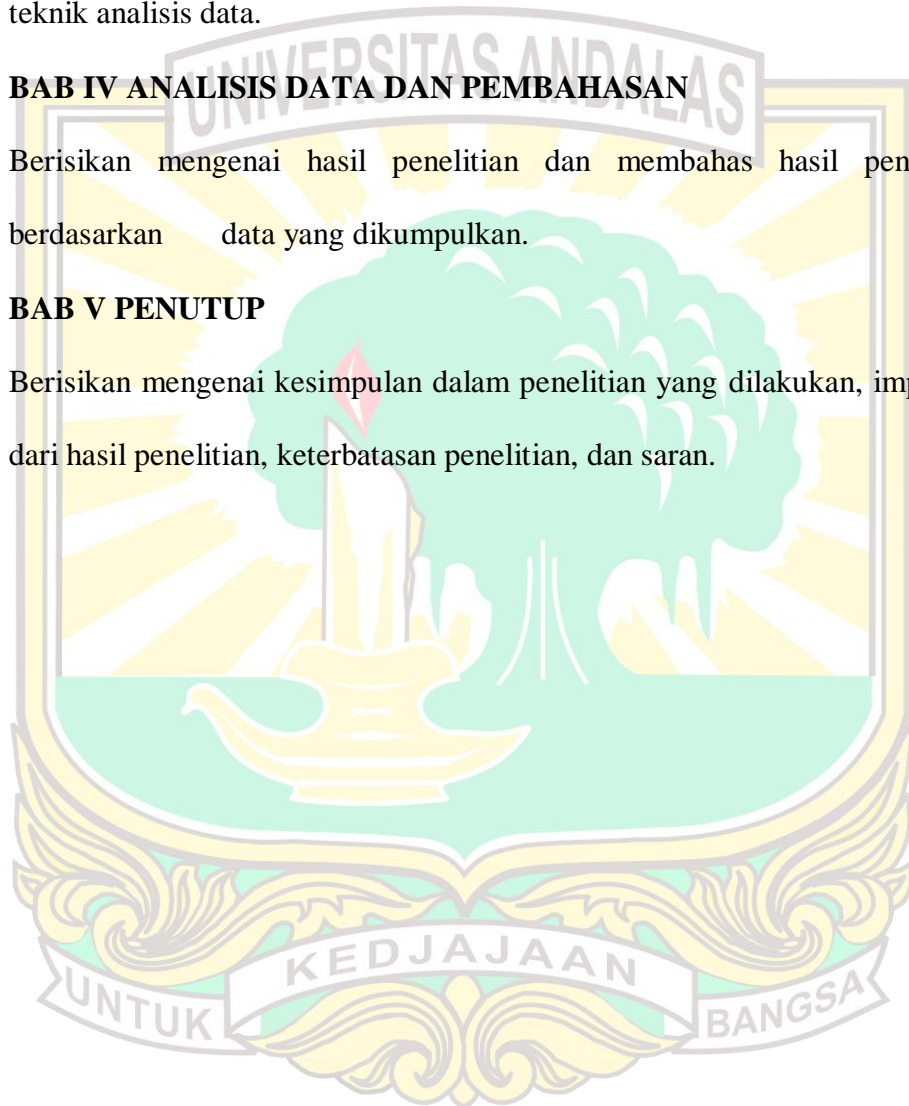 teknik analisis data.
UNIVERSITAS ANDALAS
BAB IV ANALISIS DATA DAN PEMBAHASAN
Berisikan mengenai hasil penelitian dan membahas hasil pen
berdasarkan data yang dikumpulkan.
BAB V PENUTUP
Berisikan mengenai kesimpulan dalam penelitian yang dilakukan, imp
dari hasil penelitian, keterbatasan penelitian, dan saran.
UNTUK KEDJAJAAN BANGSA